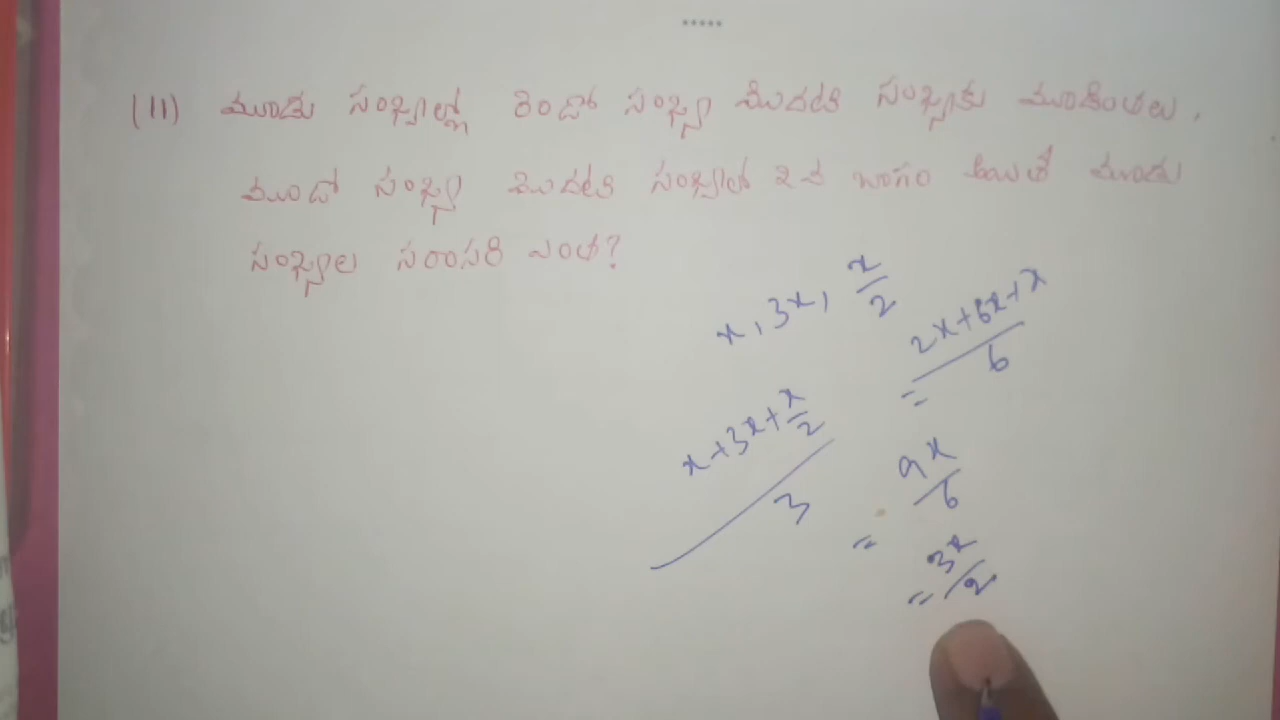 (11) మూడు సంఖ్యల్లో రెండో సంఖ్య మొదటి సంఖ్యకు మూడింతలు,
మూడో సంఖ్య మొదటి సంఖ్యలో 2వ బాగం అయితే మూడు
సంఖ్యల సరాసరి ఎంత?
x, 3x, x/2
(x+3x+x/2)/3
= (2x+6x+x)/6
= 9x/6
= 3x/2